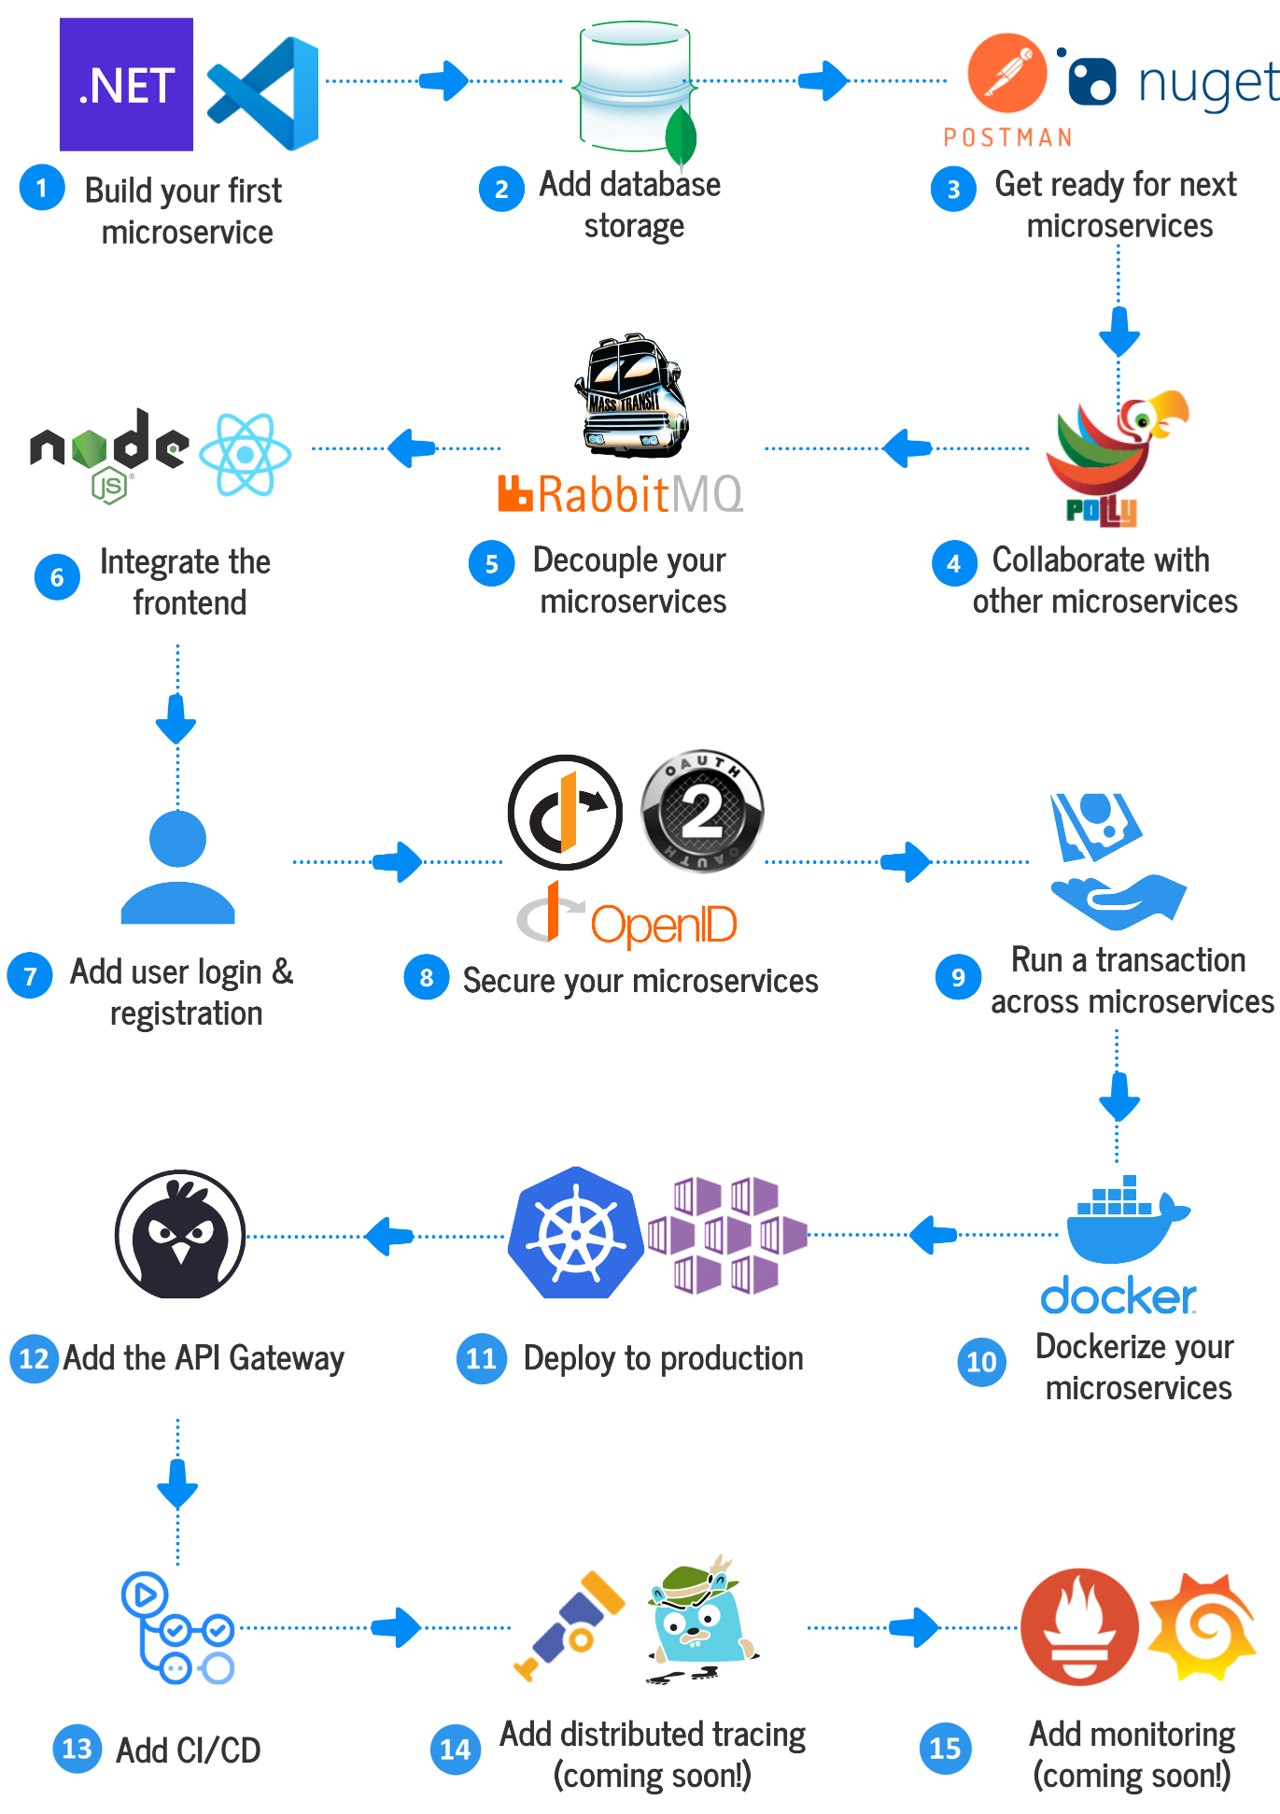 .NET
POSTMAN
nuget
1
Build your first
microservice
2
Add database
storage
3
Get ready for next
microservices
MASS TRANSIT
RabbitMQ
node
JS
POLLY
6
Integrate the
frontend
5
Decouple your
microservices
4
Collaborate with
other microservices
OAUTH
2
OAUTH
OpenID
7
Add user login &
registration
8
Secure your microservices
9
Run a transaction
across microservices
docker
12
Add the API Gateway
11
Deploy to production
10
Dockerize your
microservices
13
Add CI/CD
14
Add distributed tracing
(coming soon!)
15
Add monitoring
(coming soon!)